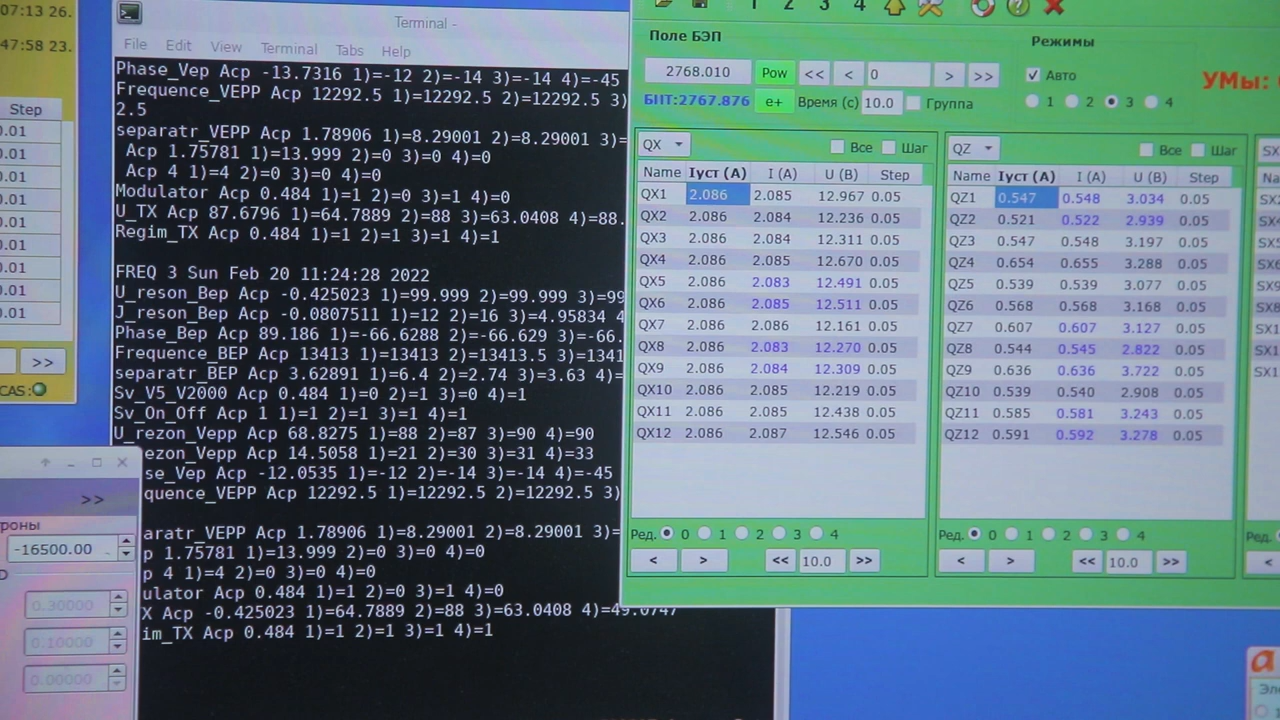 07:13 26.
47:58 23.
Step
0.01
0.01
0.01
0.01
0.01
0.01
0.01
0.01
0.01
>>
CAS:
Terminal -
File Edit View Terminal Tabs Help
Phase_Vep Acp -13.7316 1)=-12 2)=-14 3)=-14 4)=-45
Frequence_VEPP Acp 12292.5 1)=12292.5 2)=12292.5 3)
2.5
separatr_VEPP Acp 1.78906 1)=8.29001 2)=8.29001 3)=
Acp 1.75781 1)=13.999 2)=0 3)=0 4)=0
Acp 4 1)=4 2)=0 3)=0 4)=0
Modulator Acp 0.484 1)=1 2)=0 3)=1 4)=0
U_TX Acp 87.6796 1)=64.7889 2)=88 3)=63.0408 4)=88.
Regim_TX Acp 0.484 1)=1 2)=1 3)=1 4)=1
FREQ 3 Sun Feb 20 11:24:28 2022
U_reson_Bep Acp -0.425023 1)=99.999 2)=99.999 3)=99
J_reson_Bep Acp -0.0807511 1)=12 2)=16 3)=4.95834 4
Phase_Bep Acp 89.186 1)=-66.6288 2)=-66.629 3)=-66.
Frequence_BEP Acp 13413 1)=13413 2)=13413.5 3)=1341
separatr_BEP Acp 3.62891 1)=6.4 2)=2.74 3)=3.63 4)=
Sv_V5_V2000 Acp 0.484 1)=0 2)=1 3)=0 4)=1
Sv_On_Off Acp 1 1)=1 2)=1 3)=1 4)=1
U_rezon_Vepp Acp 68.8275 1)=88 2)=87 3)=90 4)=90
ezon_Vepp Acp 14.5058 1)=21 2)=30 3)=31 4)=33
se_Vep Acp -12.0535 1)=-12 2)=-14 3)=-14 4)=-45
quence_VEPP Acp 12292.5 1)=12292.5 2)=12292.5 3)
aratr_VEPP Acp 1.78906 1)=8.29001 2)=8.29001 3)=
p 1.75781 1)=13.999 2)=0 3)=0 4)=0
p 4 1)=4 2)=0 3)=0 4)=0
ulator Acp 0.484 1)=1 2)=0 3)=1 4)=0
X Acp -0.425023 1)=64.7889 2)=88 3)=63.0408 4)=49.0747
im_TX Acp 0.484 1)=1 2)=1 3)=1 4)=1
>>
роны
-16500.00
0.30000
0.10000
0.00000
1 2 3 4
Поле БЭП
2768.010 Pow << < 0 > >>
БПТ:2767.876 e+ Время (с) 10.0 Группа
Режимы
Авто
1 2 3 4
УМы:
QX Все Шаг
Name Iуст (A) I (A) U (B) Step
QX1 2.086 2.085 12.967 0.05
QX2 2.086 2.084 12.236 0.05
QX3 2.086 2.084 12.311 0.05
QX4 2.086 2.085 12.670 0.05
QX5 2.086 2.083 12.491 0.05
QX6 2.086 2.085 12.511 0.05
QX7 2.086 2.086 12.161 0.05
QX8 2.086 2.083 12.270 0.05
QX9 2.086 2.084 12.309 0.05
QX10 2.086 2.085 12.219 0.05
QX11 2.086 2.085 12.438 0.05
QX12 2.086 2.087 12.546 0.05
Ред. 0 1 2 3 4
< > << 10.0 >>
QZ Все Шаг
Name Iуст (A) I (A) U (B) Step
QZ1 0.547 0.548 3.034 0.05
QZ2 0.521 0.522 2.939 0.05
QZ3 0.547 0.548 3.197 0.05
QZ4 0.654 0.655 3.288 0.05
QZ5 0.539 0.539 3.077 0.05
QZ6 0.568 0.568 3.168 0.05
QZ7 0.607 0.607 3.127 0.05
QZ8 0.544 0.545 2.822 0.05
QZ9 0.636 0.636 3.722 0.05
QZ10 0.539 0.540 2.908 0.05
QZ11 0.585 0.581 3.243 0.05
QZ12 0.591 0.592 3.278 0.05
Ред. 0 1 2 3 4
< > << 10.0 >>
Ред.
<